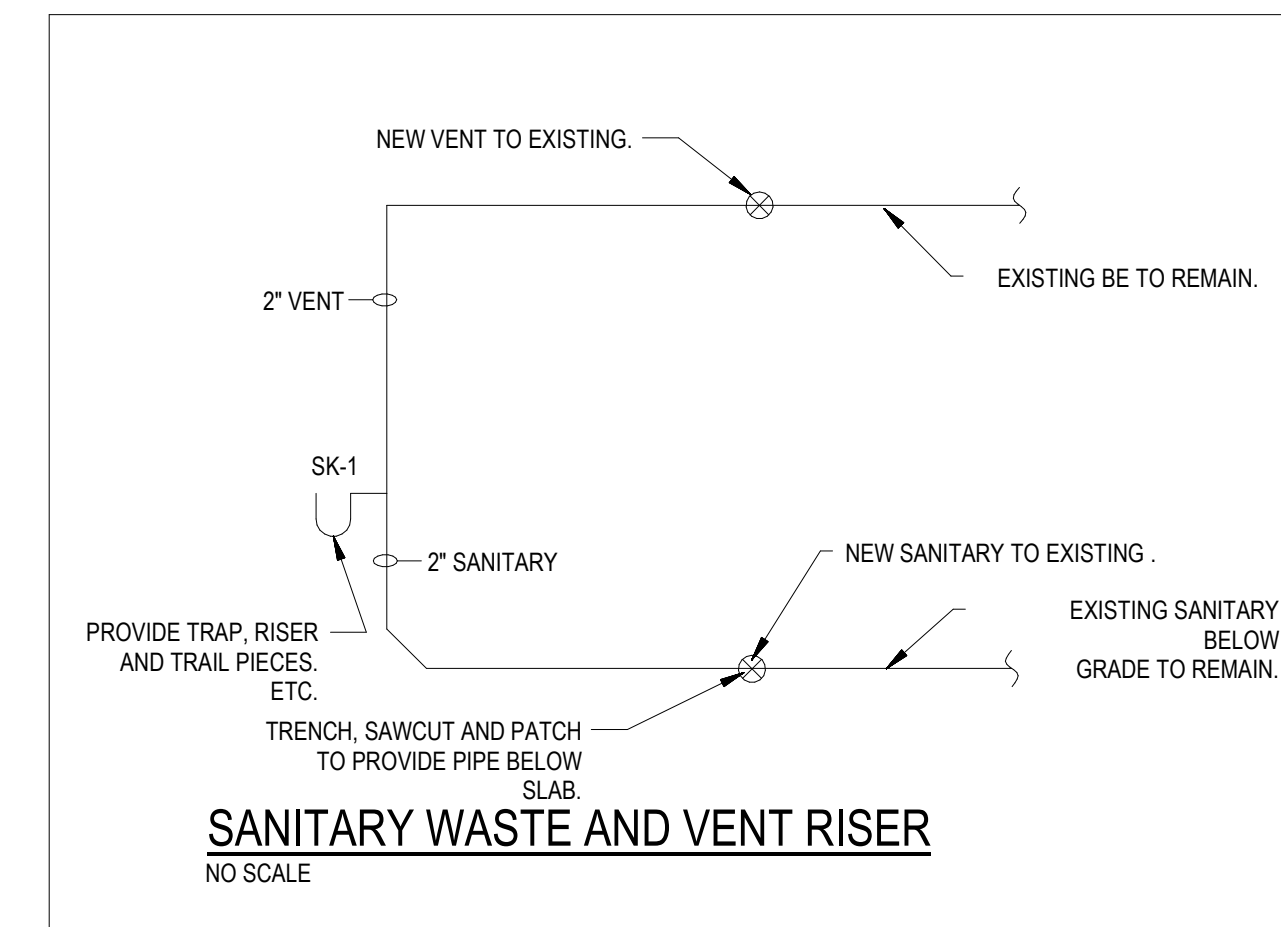 NEW VENT TO EXISTING.
EXISTING BE TO REMAIN.
2" VENT
SK-1
2" SANITARY
NEW SANITARY TO EXISTING .
EXISTING SANITARY
BELOW
GRADE TO REMAIN.
PROVIDE TRAP, RISER
AND TRAIL PIECES.
ETC.
TRENCH, SAWCUT AND PATCH
TO PROVIDE PIPE BELOW
SLAB.
SANITARY WASTE AND VENT RISER
NO SCALE